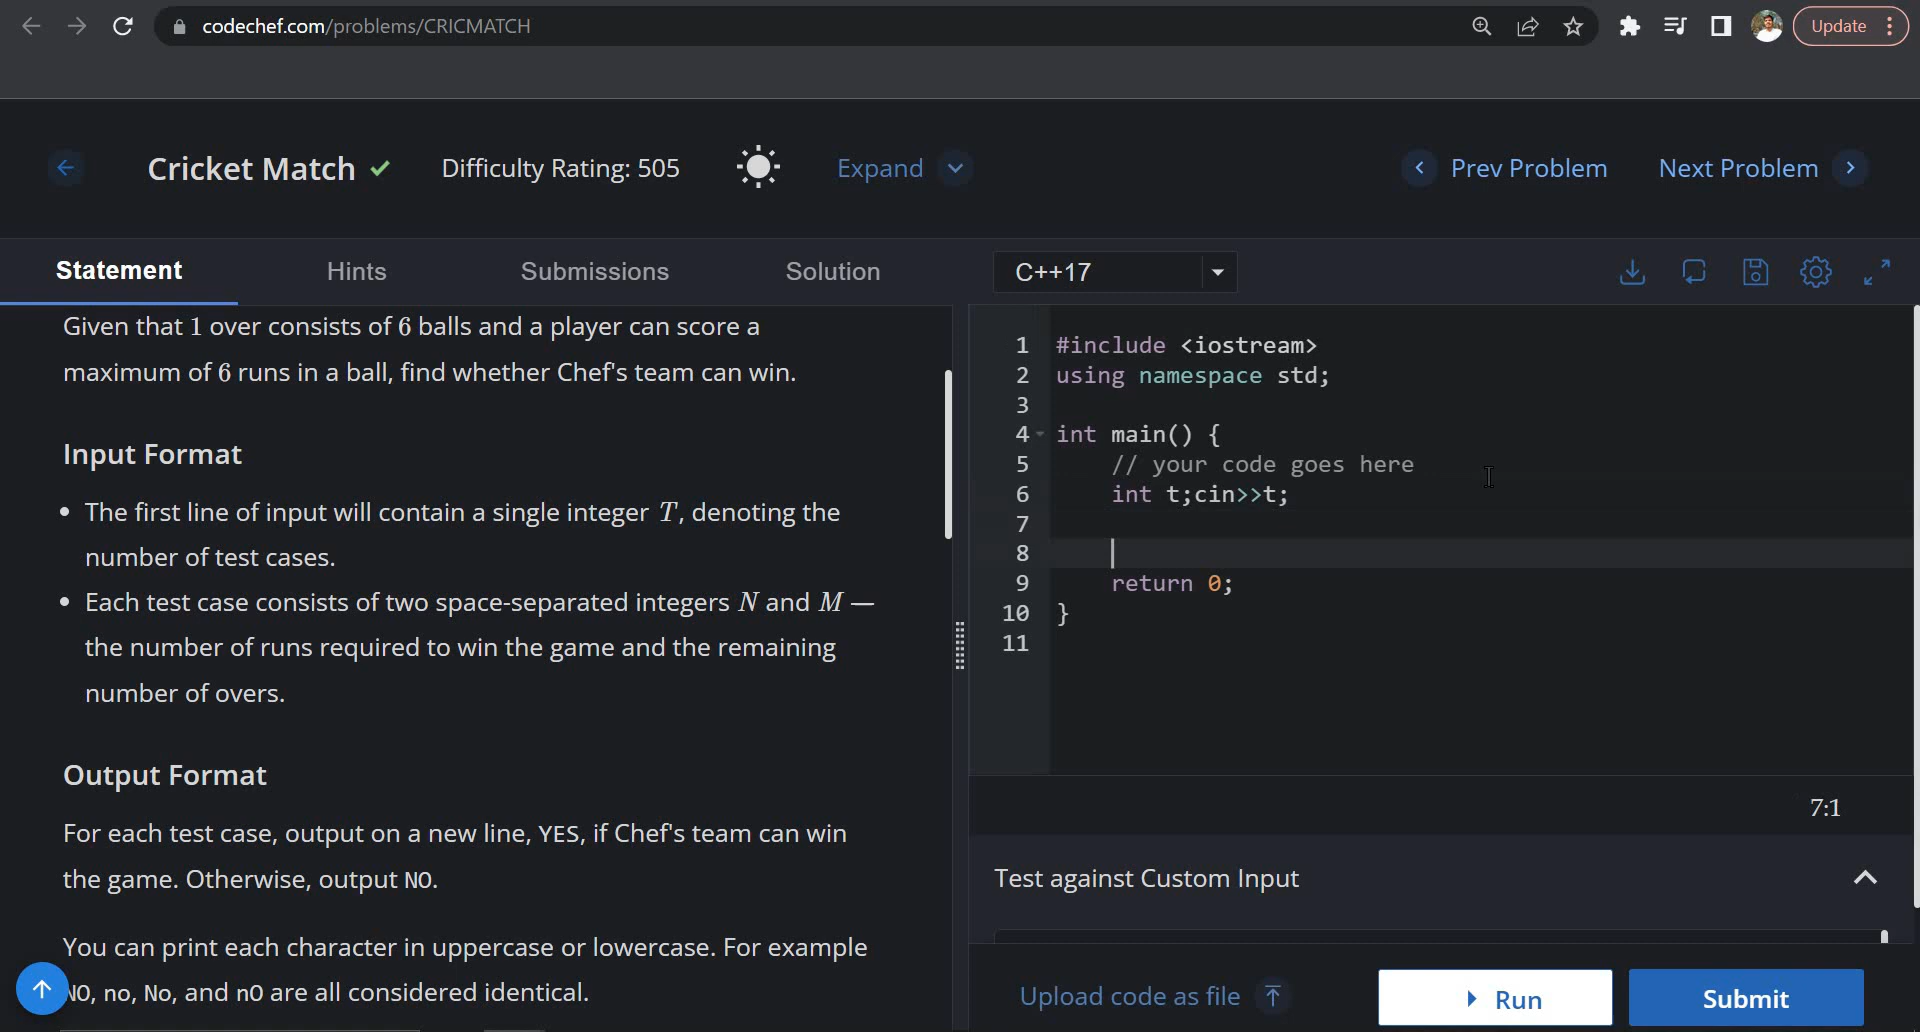 codechef.com/problems/CRICMATCH
Update
Cricket Match
Difficulty Rating: 505
Expand
Prev Problem
Next Problem
Statement
Hints
Submissions
Solution
Given that 1 over consists of 6 balls and a player can score a
maximum of 6 runs in a ball, find whether Chef's team can win.
Input Format
The first line of input will contain a single integer T, denoting the
number of test cases.
Each test case consists of two space-separated integers N and M —
the number of runs required to win the game and the remaining
number of overs.
Output Format
For each test case, output on a new line, YES, if Chef's team can win
the game. Otherwise, output NO.
You can print each character in uppercase or lowercase. For example
NO, no, No, and nO are all considered identical.
C++17
1 #include <iostream>
2 using namespace std;
3
4 int main() {
5 // your code goes here
6 int t;cin>>t;
7
8
9 return 0;
10 }
11
7:1
Test against Custom Input
Upload code as file
Run
Submit